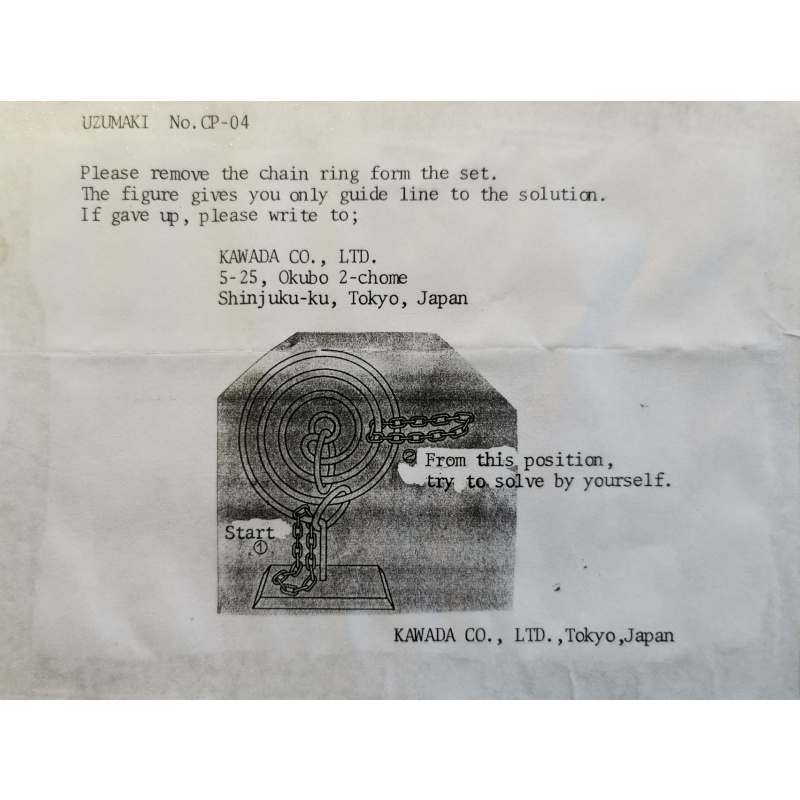 UZUMAKI No.CP-04
Please remove the chain ring form the set.
The figure gives you only guide line to the solution.
If gave up, please write to;
KAWADA CO., LTD.
5-25, Okubo 2-chome
Shinjuku-ku, Tokyo, Japan
② From this position,
try to solve by yourself.
Start
①
KAWADA CO., LTD.,Tokyo,Japan